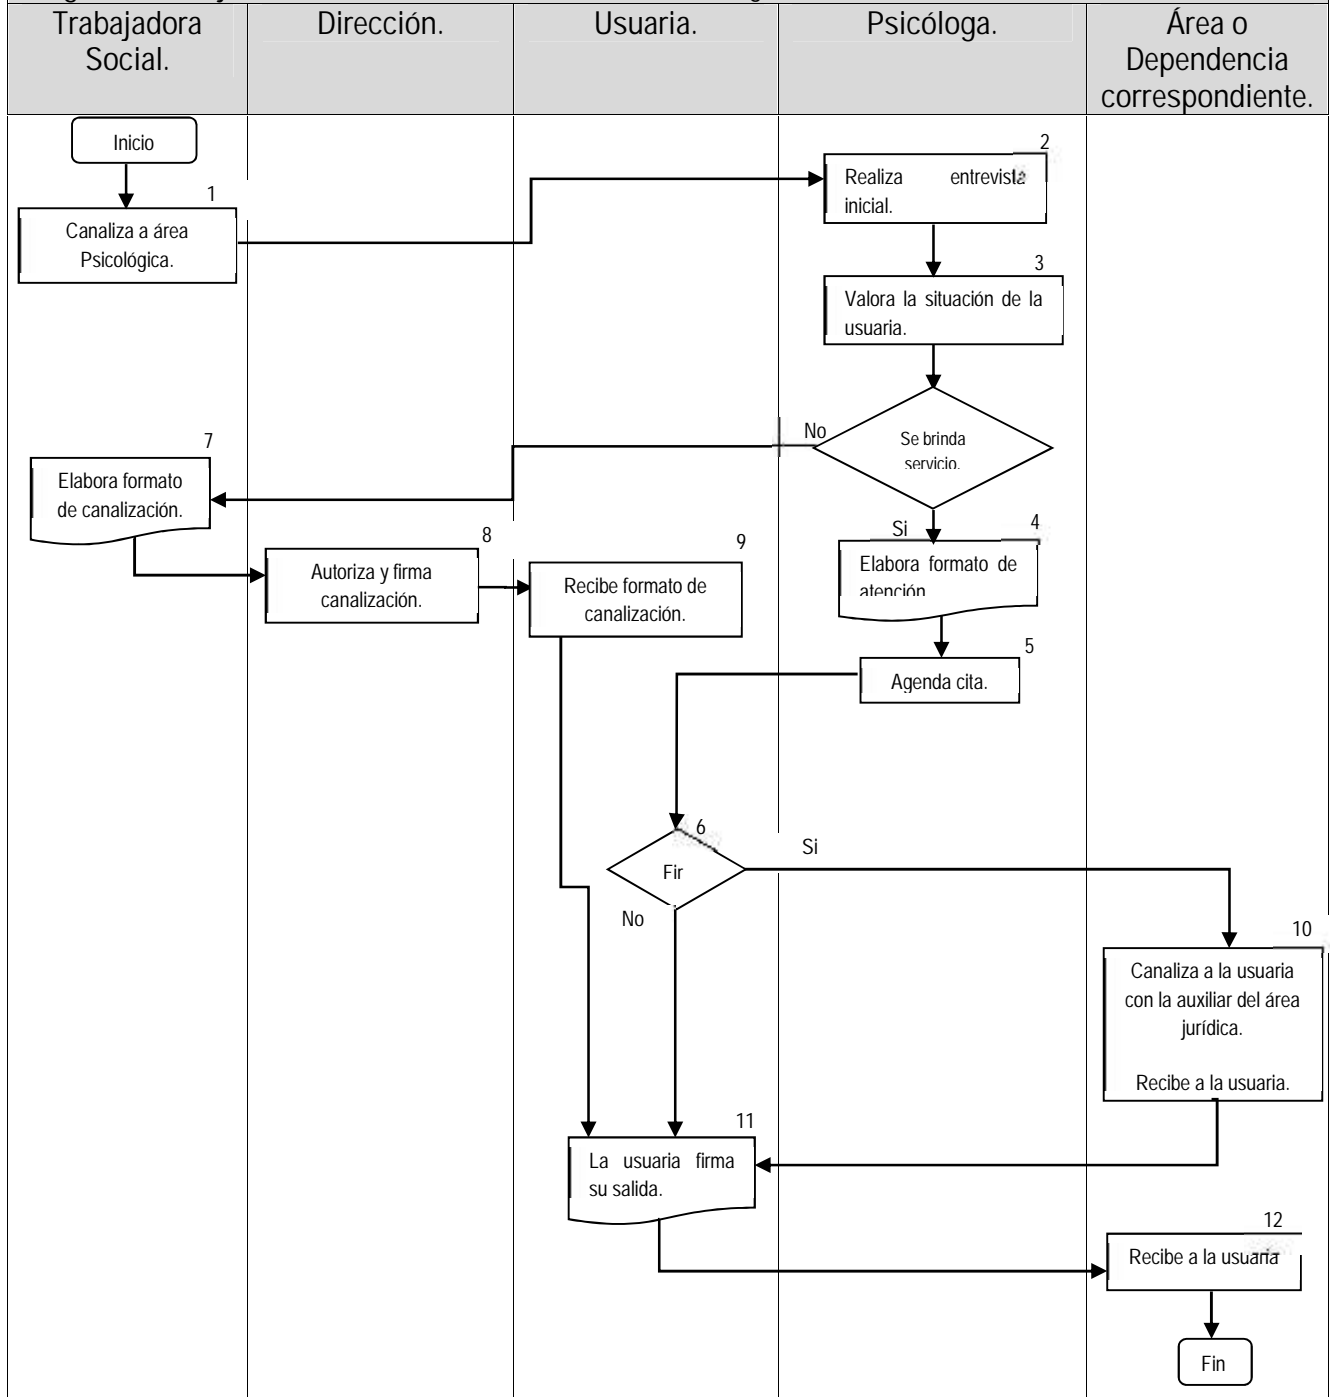 Trabajadora
Social.
Dirección.
Usuaria.
Psicóloga.
Área o
Dependencia
correspondiente.
Inicio
1
Canaliza a área
Psicológica.
2
Realiza entrevista
inicial.
3
Valora la situación de la
usuaria.
Se brinda
servicio.
No
Si
7
Elabora formato
de canalización.
8
Autoriza y firma
canalización.
9
Recibe formato de
canalización.
4
Elabora formato de
atención
5
Agenda cita.
6
Fir
Si
No
10
Canaliza a la usuaria
con la auxiliar del área
jurídica.
Recibe a la usuaria.
11
La usuaria firma
su salida.
12
Recibe a la usuaria
Fin